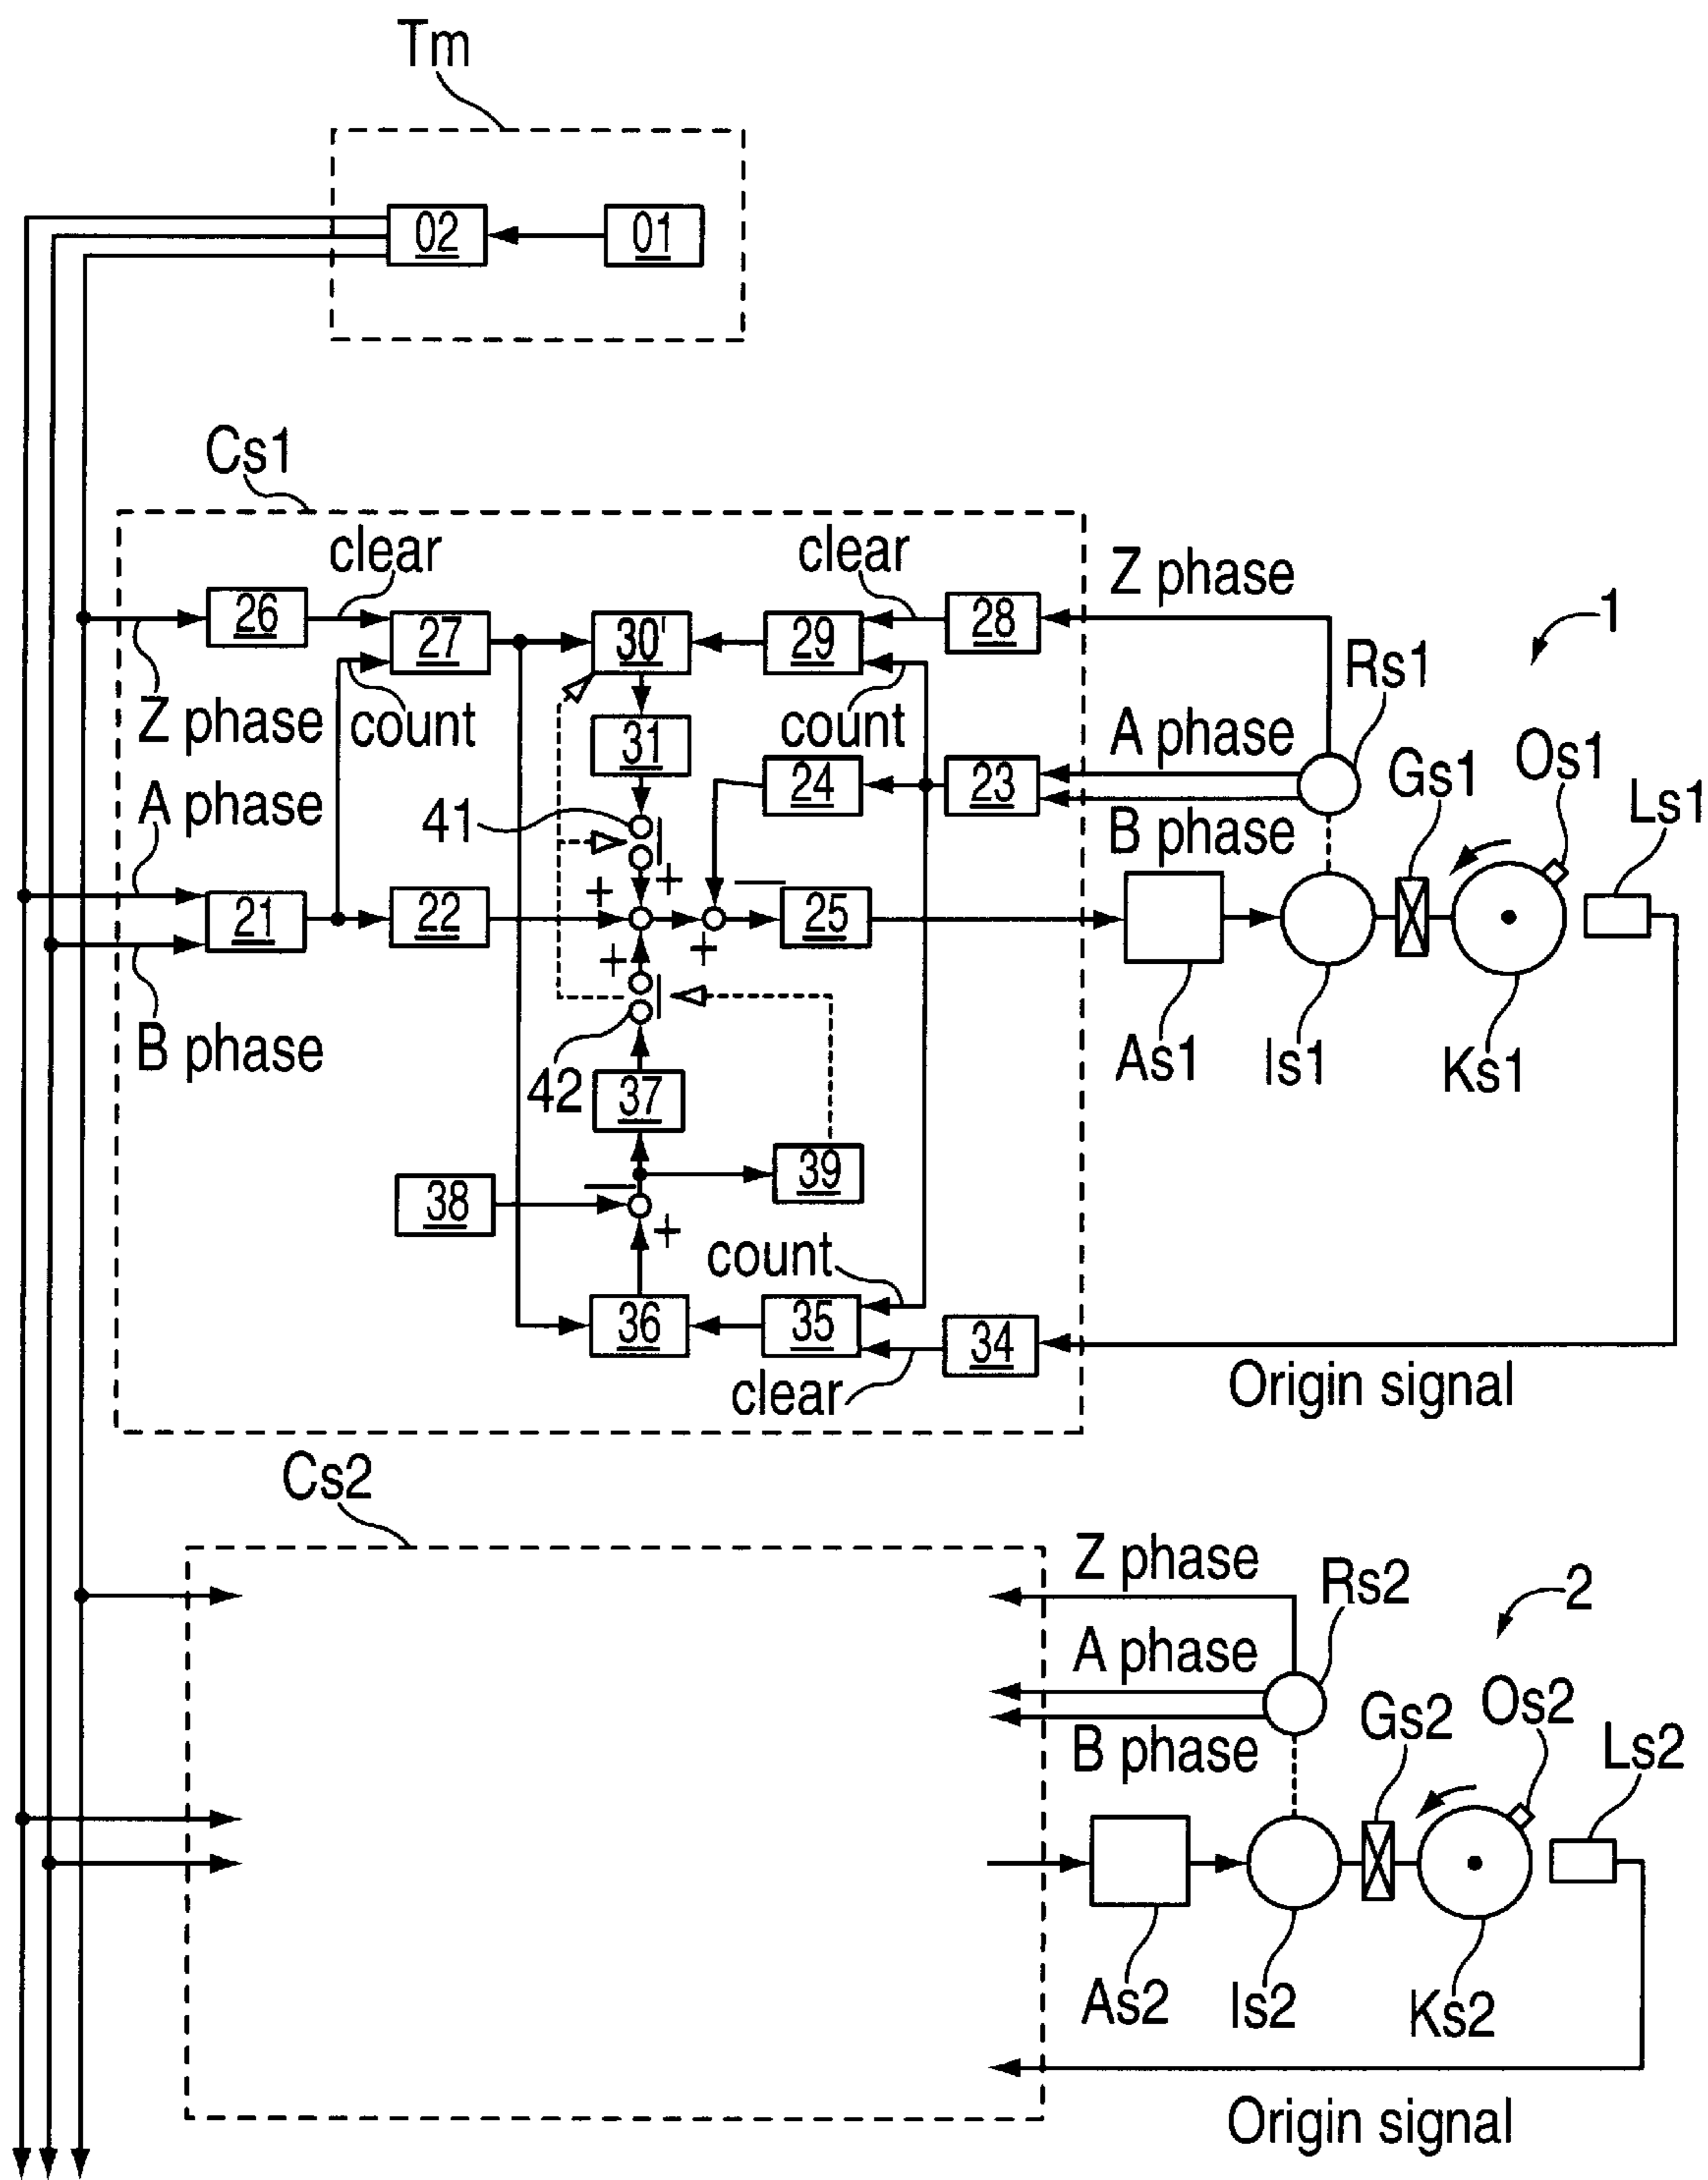 Tm
02
01
Cs1
clear
clear
Z phase
26
27
30'
29
28
1
Rs1
Z phase
count
31
count
A phase
Os1
24
23
Gs1
Ls1
A phase
41
B phase
+
+
—
21
22
25
+
+
B phase
42
37
As1
Is1
Ks1
39
—
38
+
count
36
35
34
Origin signal
clear
Cs2
Z phase
Rs2
2
A phase
Os2
Gs2
B phase
Ls2
As2
Is2
Ks2
Origin signal